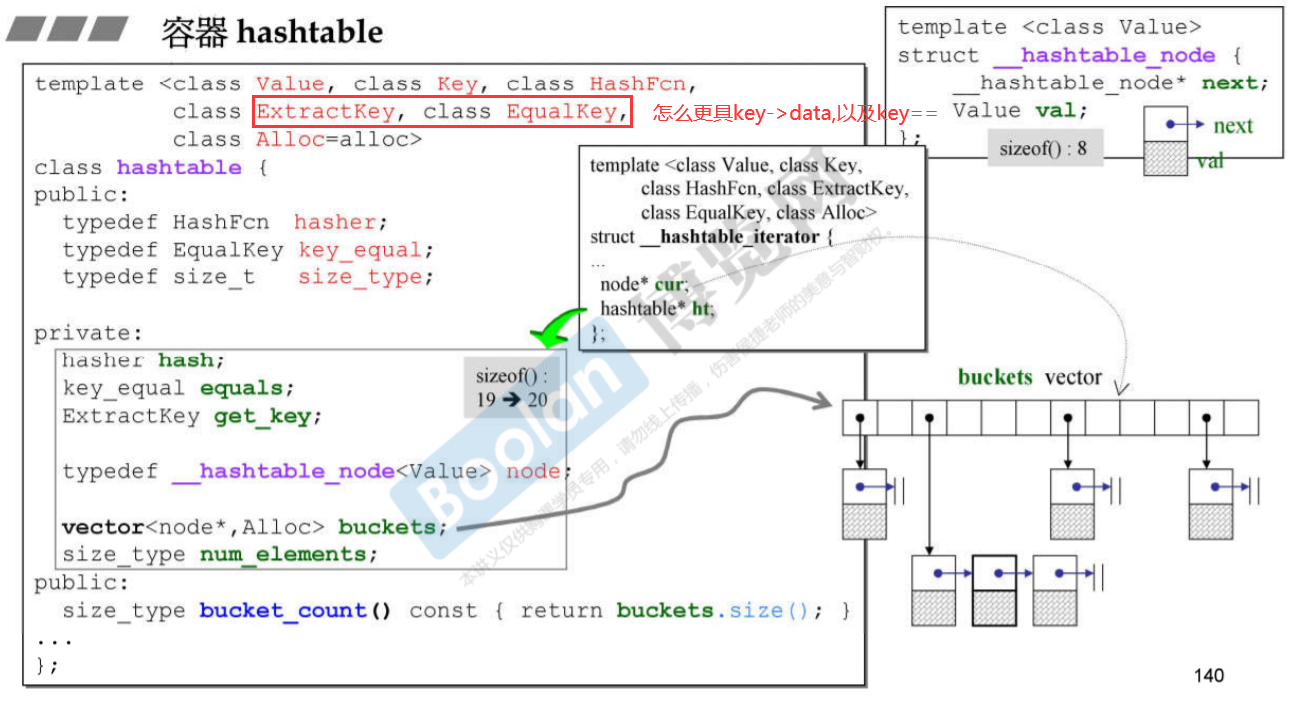 容器 hashtable
template <class Value, class Key, class HashFcn,
class ExtractKey, class EqualKey,
class Alloc=alloc>
class hashtable {
public:
typedef HashFcn hasher;
typedef EqualKey key_equal;
typedef size_t size_type;
private:
hasher hash;
key_equal equals;
ExtractKey get_key;
typedef __hashtable_node<Value> node;
vector<node*,Alloc> buckets;
size_type num_elements;
public:
size_type bucket_count() const { return buckets.size(); }
...
};
sizeof() :
19 ➔ 20
怎么更具key->data,以及key==
template <class Value>
struct __hashtable_node {
__hashtable_node* next;
Value val;
};
sizeof() : 8
next
val
template <class Value, class Key,
class HashFcn, class ExtractKey,
class EqualKey, class Alloc>
struct __hashtable_iterator {
...
node* cur;
hashtable* ht;
};
buckets vector
Boolan
博览网
本讲义仅供博览学员专用，请勿线上传播，伤害侯捷老师的美意与智财权。
140